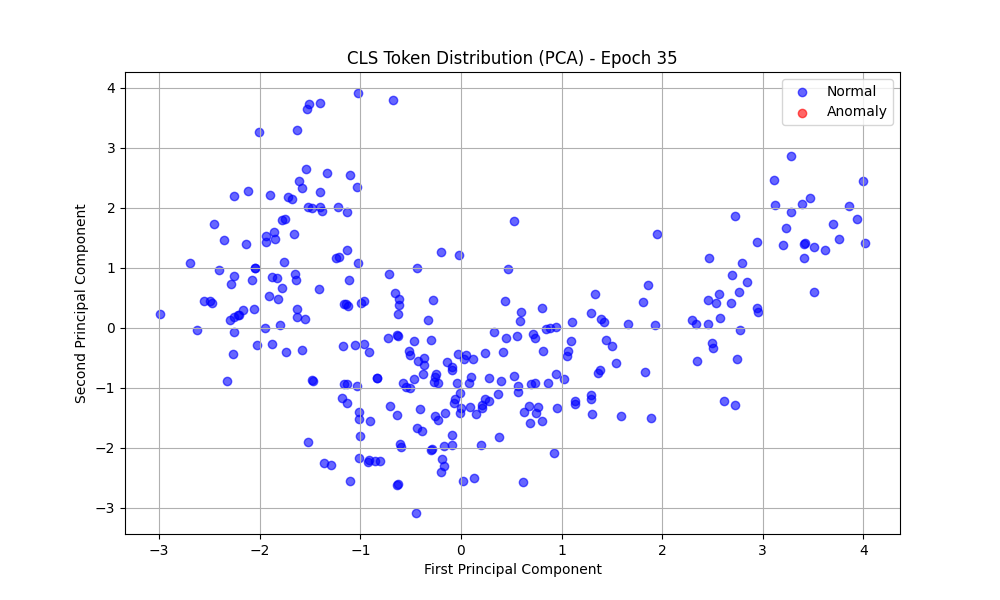 CLS Token Distribution (PCA) - Epoch 35
Normal
Anomaly
Second Principal Component
4
3
2
1
0
−1
−2
−3
−3 −2 −1 0 1 2 3 4
First Principal Component